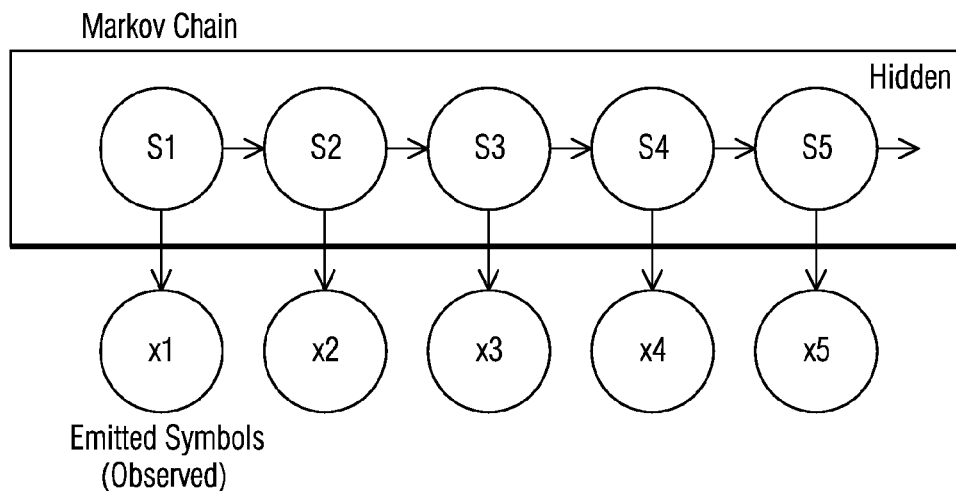 Markov Chain
Hidden
S1 S2 S3 S4 S5
x1 x2 x3 x4 x5
Emitted Symbols
(Observed)